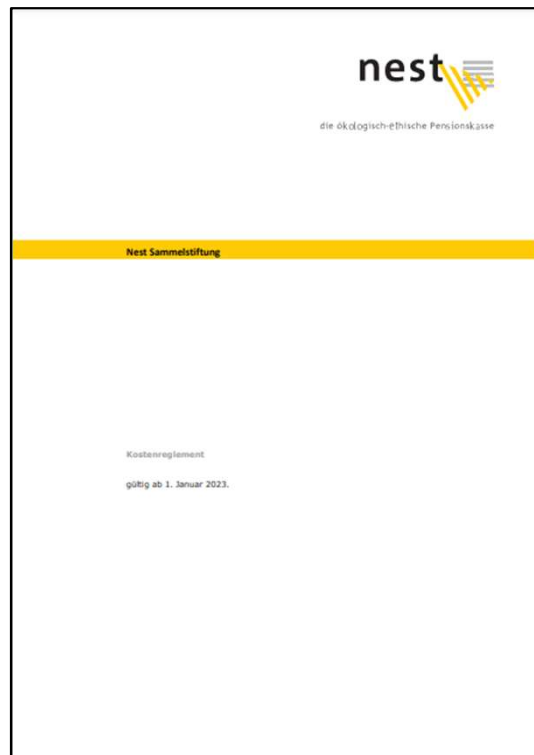 nest
die ökologisch-ethische Pensionskasse
Nest Sammelstiftung
Kostenreglement
gültig ab 1. Januar 2023.